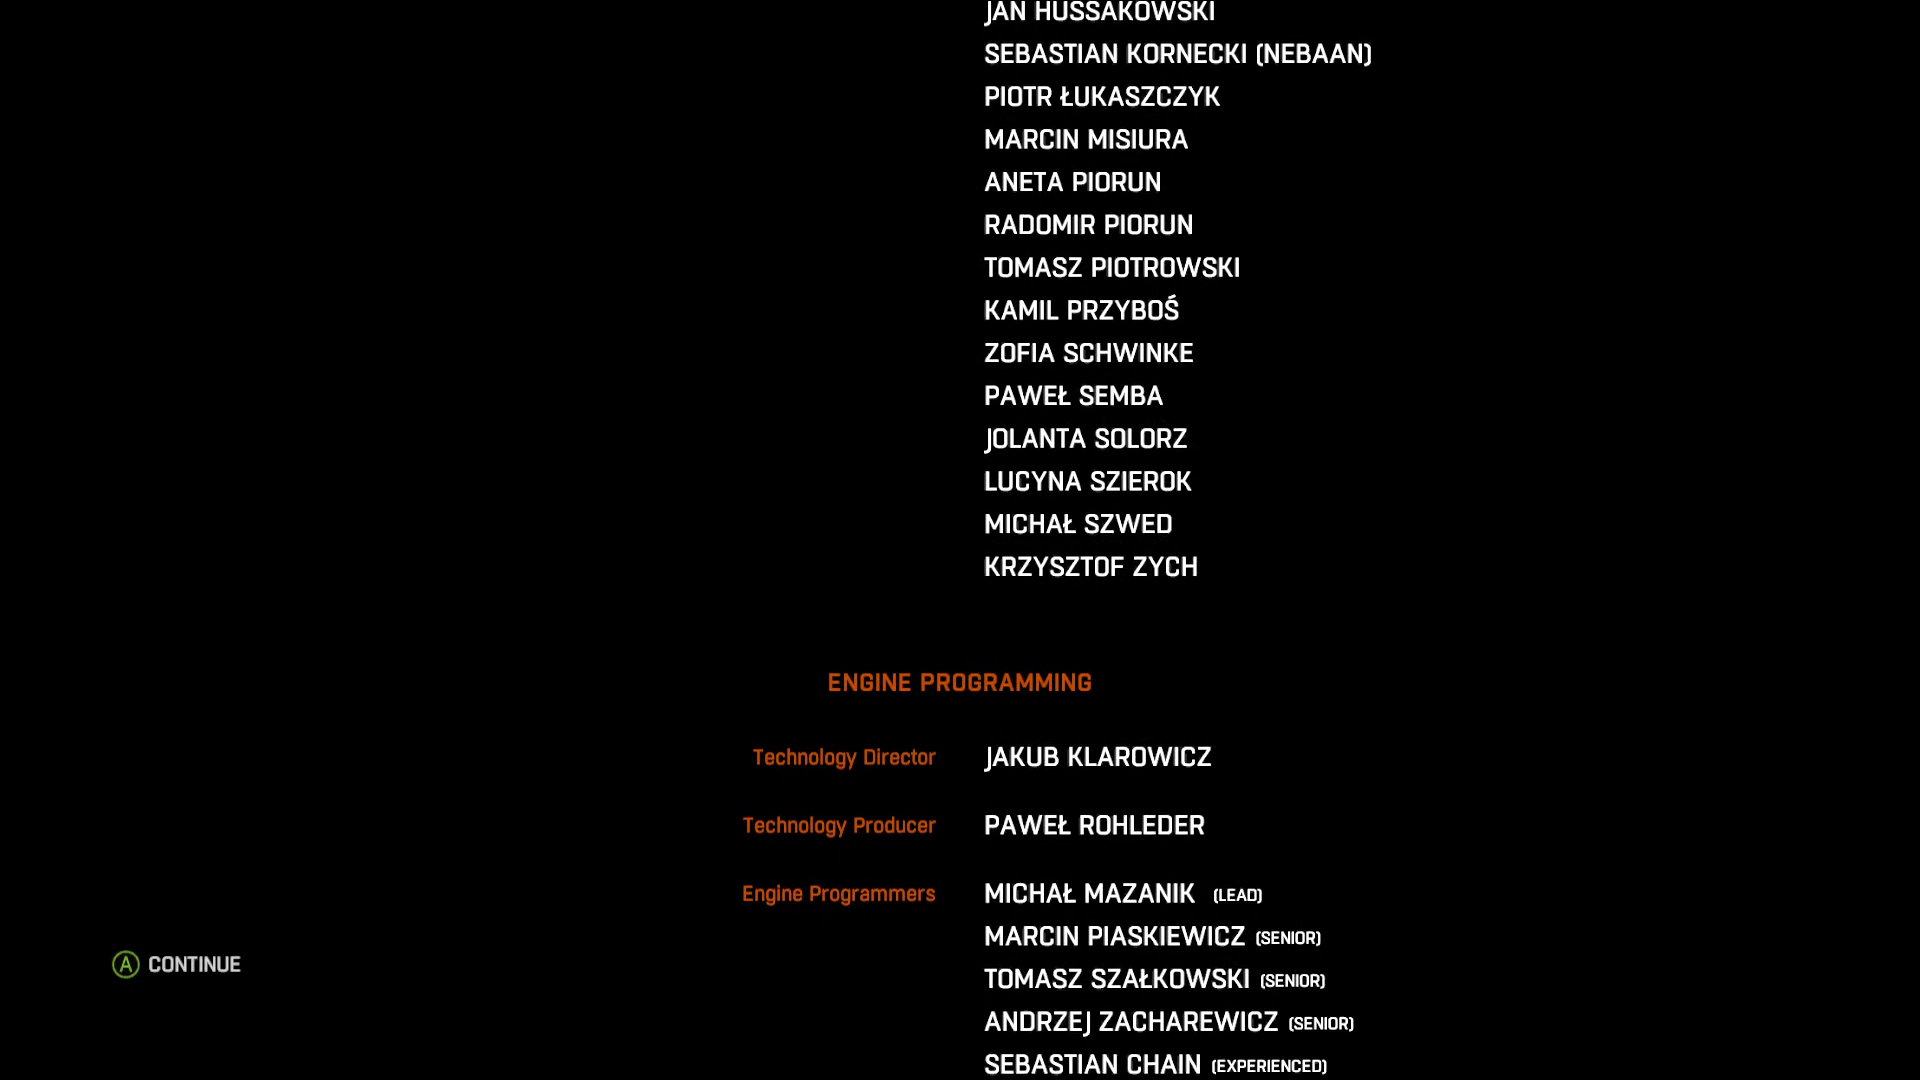 JAN HUSSAKOWSKI
SEBASTIAN KORNECKI (NEBAAN)
PIOTR ŁUKASZCZYK
MARCIN MISIURA
ANETA PIORUN
RADOMIR PIORUN
TOMASZ PIOTROWSKI
KAMIL PRZYBOŚ
ZOFIA SCHWINKE
PAWEŁ SEMBA
JOLANTA SOLORZ
LUCYNA SZIEROK
MICHAŁ SZWED
KRZYSZTOF ZYCH
ENGINE PROGRAMMING
Technology Director JAKUB KLAROWICZ
Technology Producer PAWEŁ ROHLEDER
Engine Programmers MICHAŁ MAZANIK (LEAD)
MARCIN PIASKIEWICZ (SENIOR)
TOMASZ SZAŁKOWSKI (SENIOR)
ANDRZEJ ZACHAREWICZ (SENIOR)
SEBASTIAN CHAIN (EXPERIENCED)
A CONTINUE